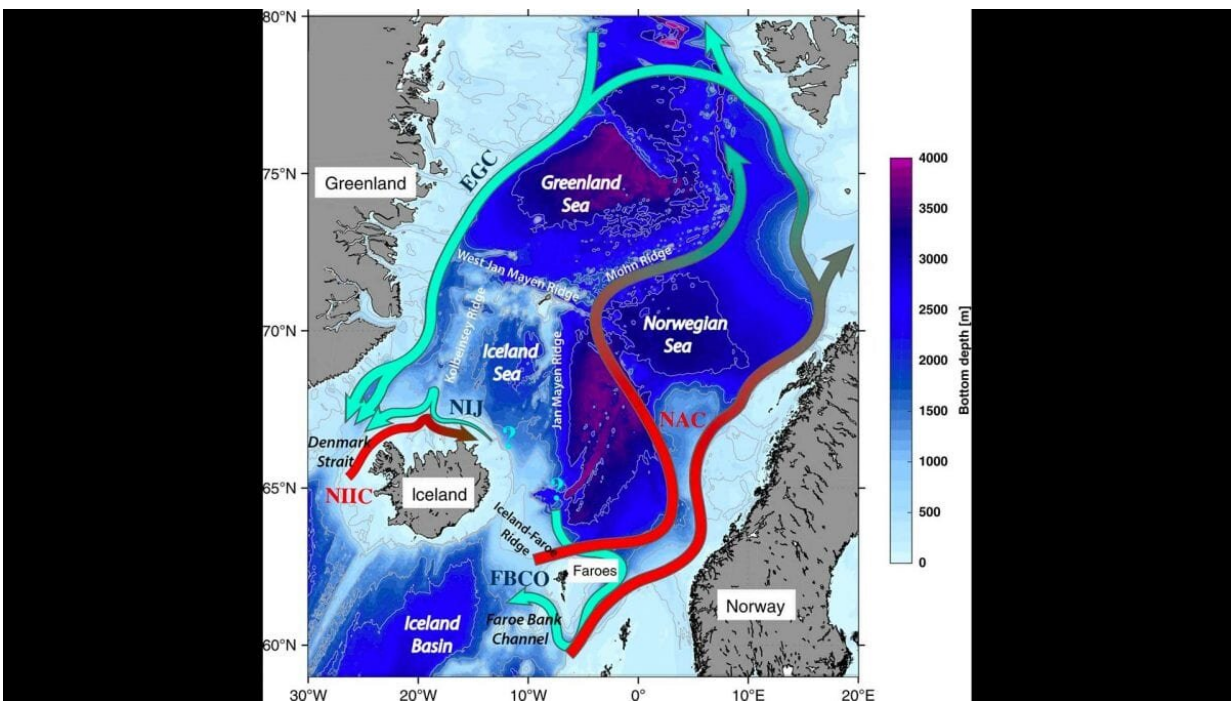 80°N
75°N
70°N
65°N
60°N
30°W
20°W
10°W
0°
10°E
20°E
Greenland
EGC
Greenland
Sea
West Jan Mayen Ridge
Mohn Ridge
Kolbeinsey Ridge
Iceland
Sea
Jan Mayen Ridge
Norwegian
Sea
NIJ
?
NAC
Denmark
Strait
NIIC
Iceland
?
?
Iceland-Faroe
Ridge
FBCO
Faroes
Faroe Bank
Channel
Iceland
Basin
Norway
4000
3500
3000
2500
2000
1500
1000
500
0
Bottom depth [m]